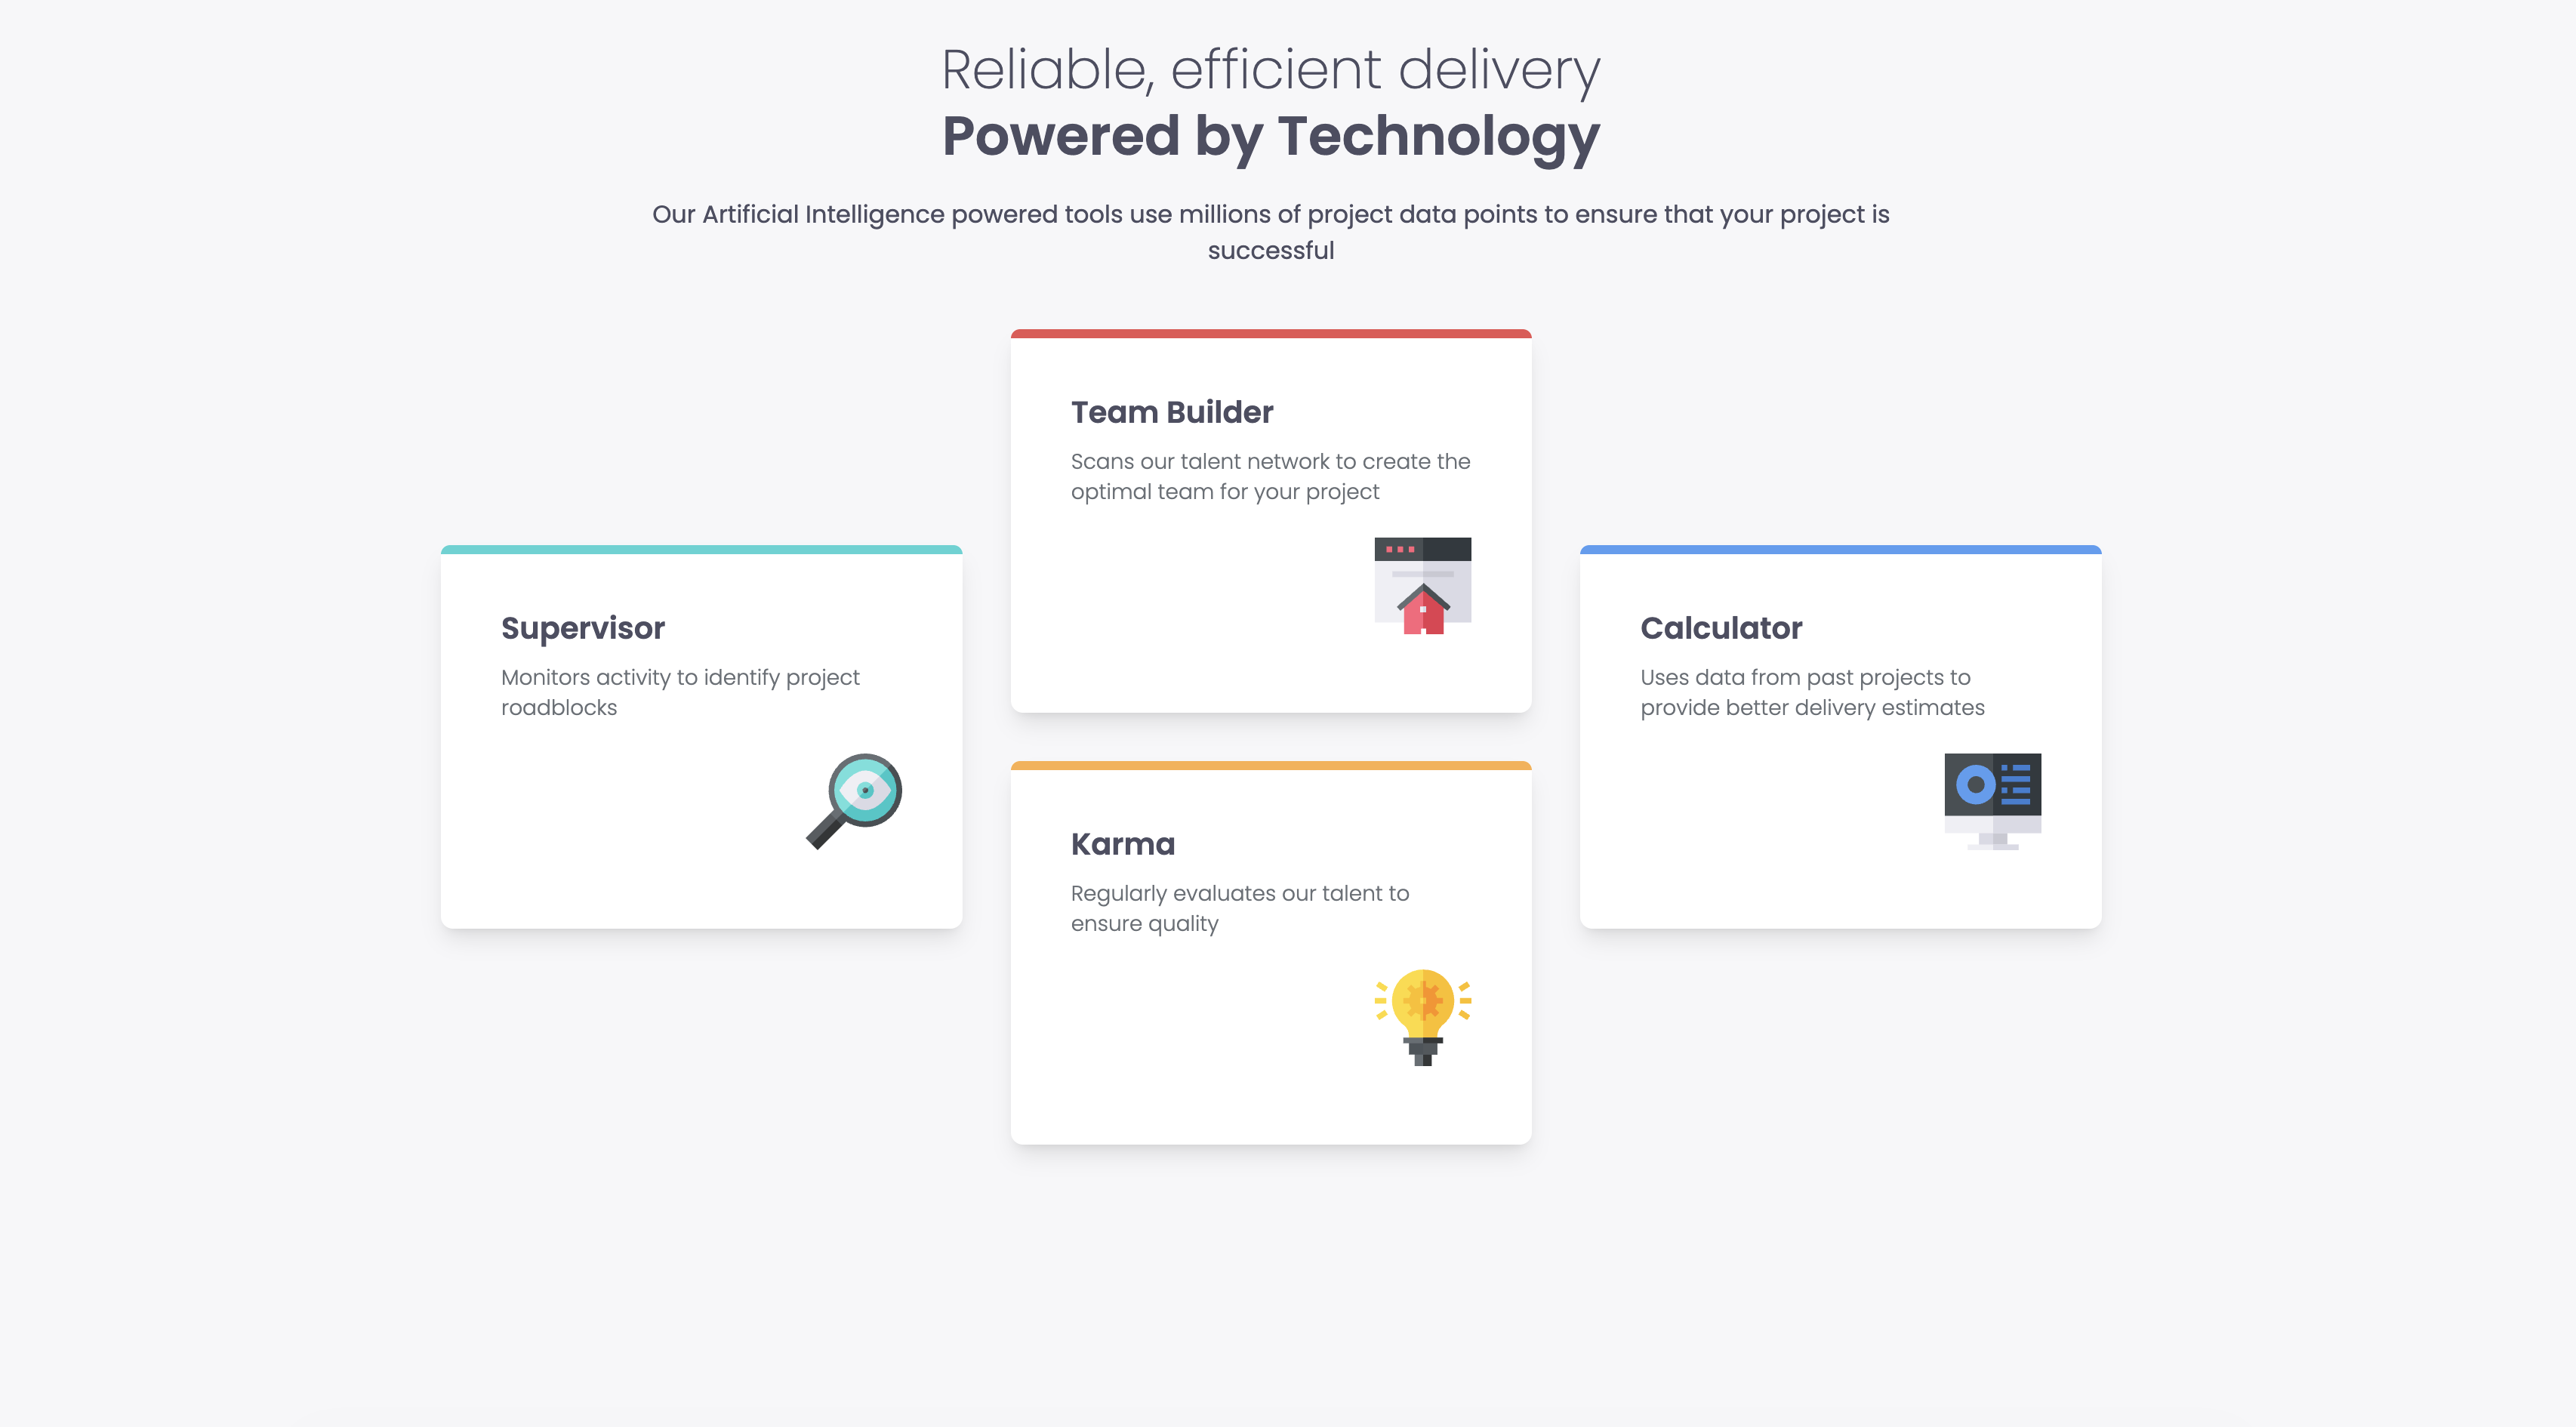 Reliable, efficient delivery
Powered by Technology
Our Artificial Intelligence powered tools use millions of project data points to ensure that your project is
successful
Team Builder
Scans our talent network to create the
optimal team for your project
Supervisor
Monitors activity to identify project
roadblocks
Calculator
Uses data from past projects to
provide better delivery estimates
Karma
Regularly evaluates our talent to
ensure quality